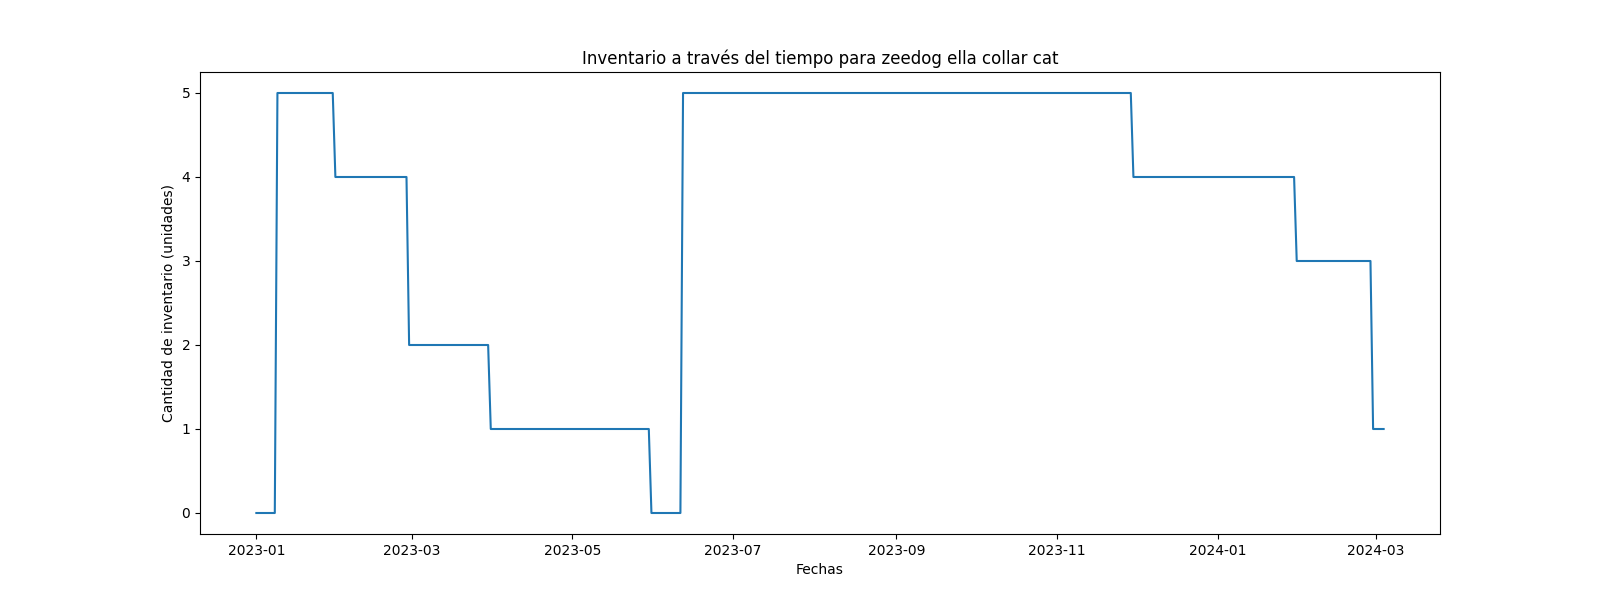 Inventario a través del tiempo para zeedog ella collar cat
Cantidad de inventario (unidades)
5
4
3
2
1
0
2023-01 2023-03 2023-05 2023-07 2023-09 2023-11 2024-01 2024-03
Fechas